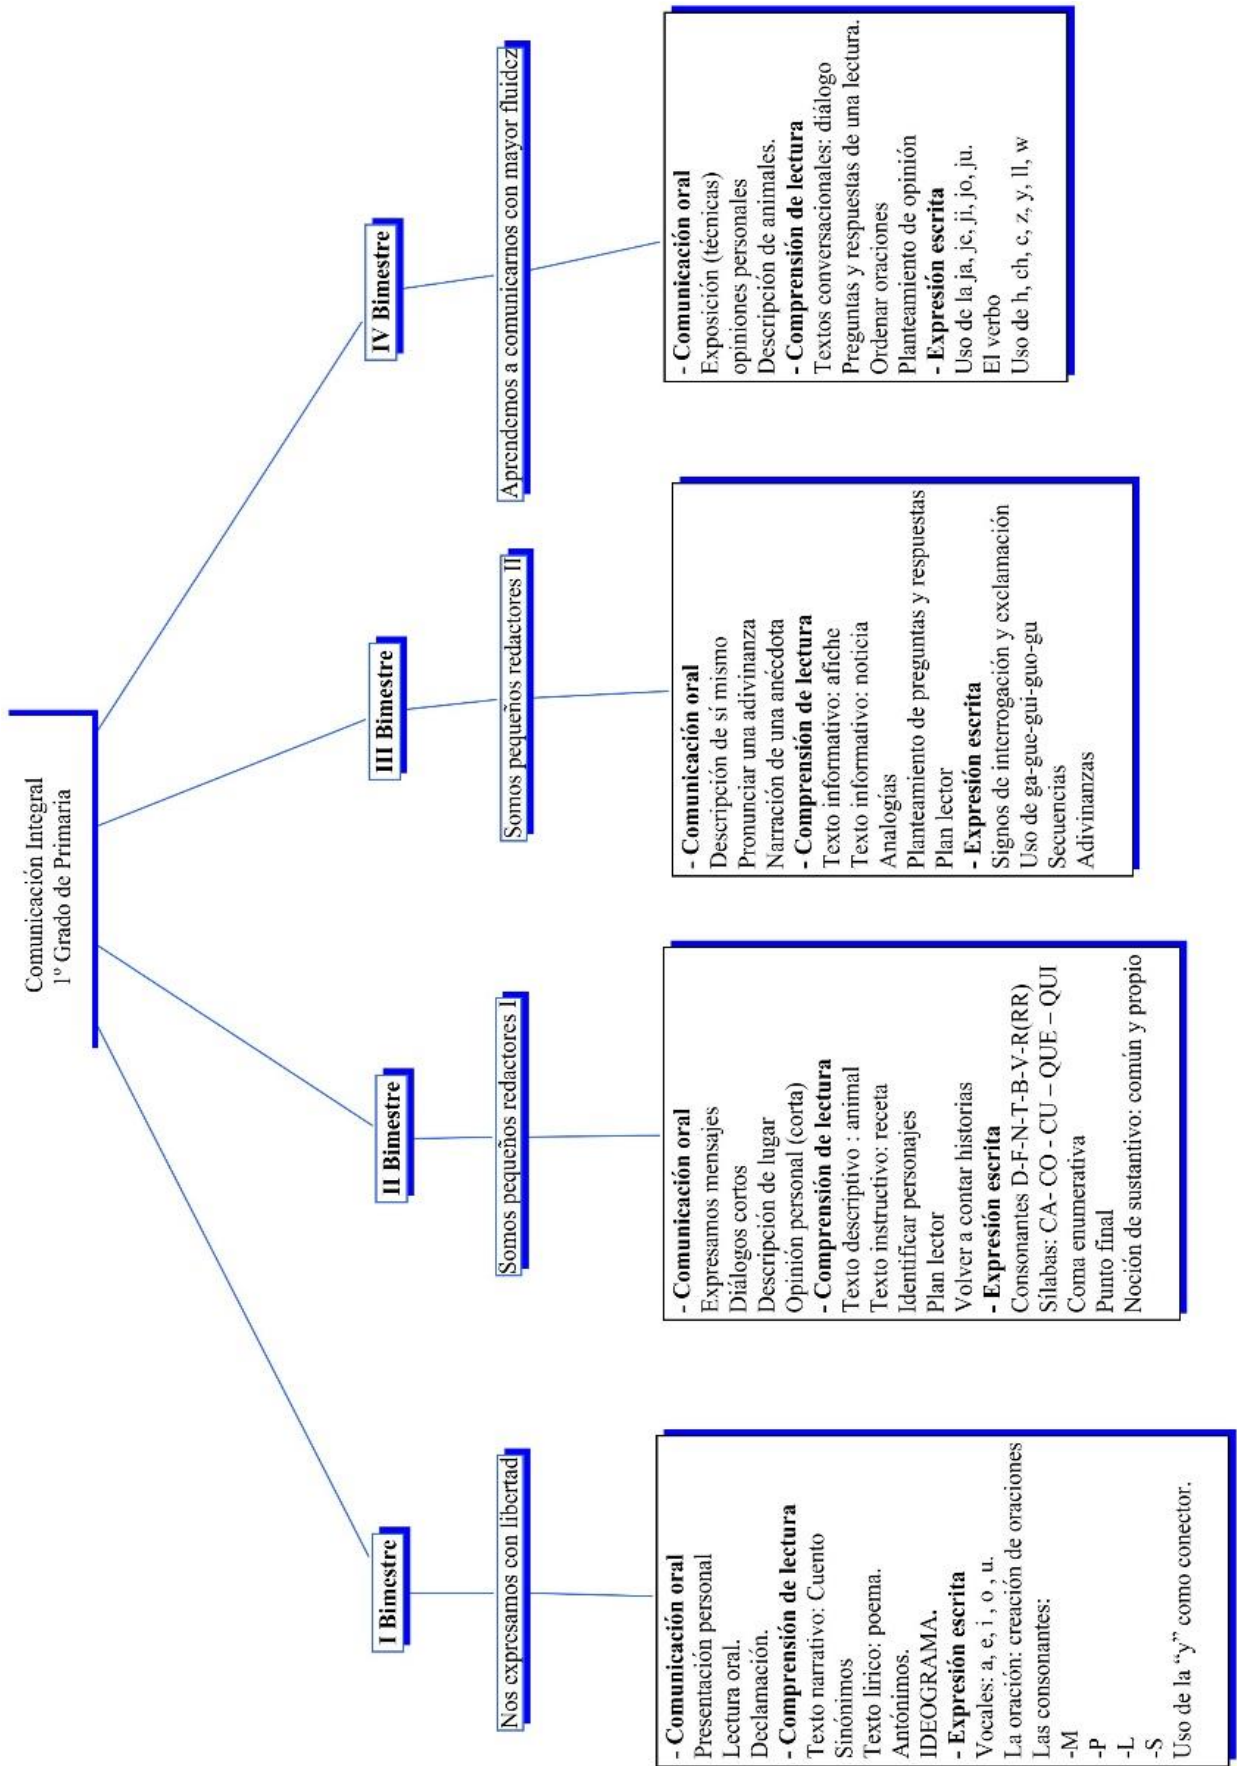 Comunicación Integral
1º Grado de Primaria
I Bimestre
Nos expresamos con libertad
- Comunicación oral
Presentación personal
Lectura oral.
Declamación.
- Comprensión de lectura
Texto narrativo: Cuento
Sinónimos
Texto lirico: poema.
Antónimos.
IDEOGRAMA.
- Expresión escrita
Vocales: a, e, i , o , u.
La oración: creación de oraciones
Las consonantes:
-M
-P
-L
-S
Uso de la “y” como conector.
II Bimestre
Somos pequeños redactores I
- Comunicación oral
Expresamos mensajes
Diálogos cortos
Descripción de lugar
Opinión personal (corta)
- Comprensión de lectura
Texto descriptivo : animal
Texto instructivo: receta
Identificar personajes
Plan lector
Volver a contar historias
- Expresión escrita
Consonantes D-F-N-T-B-V-R(RR)
Sílabas: CA- CO - CU – QUE – QUI
Coma enumerativa
Punto final
Noción de sustantivo: común y propio
III Bimestre
Somos pequeños redactores II
- Comunicación oral
Descripción de sí mismo
Pronunciar una adivinanza
Narración de una anécdota
- Comprensión de lectura
Texto informativo: afiche
Texto informativo: noticia
Analogías
Planteamiento de preguntas y respuestas
Plan lector
- Expresión escrita
Signos de interrogación y exclamación
Uso de ga-gue-gui-guo-gu
Secuencias
Adivinanzas
IV Bimestre
Aprendemos a comunicarnos con mayor fluidez
- Comunicación oral
Exposición (técnicas)
opiniones personales
Descripción de animales.
- Comprensión de lectura
Textos conversacionales: diálogo
Preguntas y respuestas de una lectura.
Ordenar oraciones
Planteamiento de opinión
- Expresión escrita
Uso de la ja, je, ji, jo, ju.
El verbo
Uso de h, ch, c, z, y, ll, w